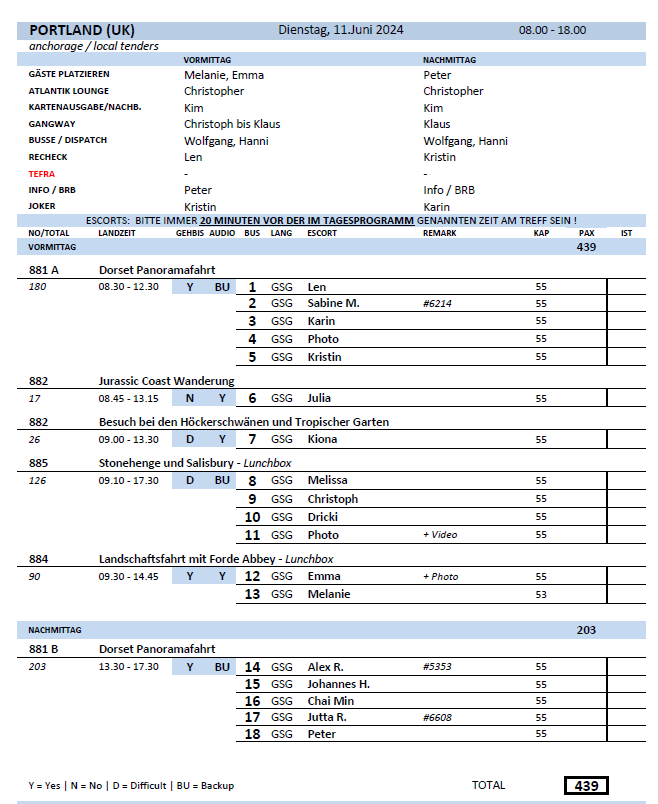 PORTLAND (UK) Dienstag, 11.Juni 2024 08.00 - 18.00
anchorage / local tenders
VORMITTAG NACHMITTAG
GÄSTE PLATZIEREN Melanie, Emma Peter
ATLANTIK LOUNGE Christopher Christopher
KARTENAUSGABE/NACHB. Kim Kim
GANGWAY Christoph bis Klaus Klaus
BUSSE / DISPATCH Wolfgang, Hanni Wolfgang, Hanni
RECHECK Len Kristin
TEFRA - -
INFO / BRB Peter Info / BRB
JOKER Kristin Karin
ESCORTS: BITTE IMMER 20 MINUTEN VOR DER IM TAGESPROGRAMM GENANNTEN ZEIT AM TREFF SEIN !
NO/TOTAL LANDZEIT GEHBIS AUDIO BUS LANG ESCORT REMARK KAP PAX IST
VORMITTAG 439
881 A Dorset Panoramafahrt
180 08.30 - 12.30 Y BU 1 GSG Len 55
2 GSG Sabine M. #6214 55
3 GSG Karin 55
4 GSG Photo 55
5 GSG Kristin 55
882 Jurassic Coast Wanderung
17 08.45 - 13.15 N Y 6 GSG Julia 55
882 Besuch bei den Höckerschwänen und Tropischer Garten
26 09.00 - 13.30 D Y 7 GSG Kiona 55
885 Stonehenge und Salisbury - Lunchbox
126 09.10 - 17.30 D BU 8 GSG Melissa 55
9 GSG Christoph 55
10 GSG Dricki 55
11 GSG Photo + Video 55
884 Landschaftsfahrt mit Forde Abbey - Lunchbox
90 09.30 - 14.45 Y Y 12 GSG Emma + Photo 55
13 GSG Melanie 53
NACHMITTAG 203
881 B Dorset Panoramafahrt
203 13.30 - 17.30 Y BU 14 GSG Alex R. #5353 55
15 GSG Johannes H. 55
16 GSG Chai Min 55
17 GSG Jutta R. #6608 55
18 GSG Peter 55
Y = Yes | N = No | D = Difficult | BU = Backup TOTAL 439